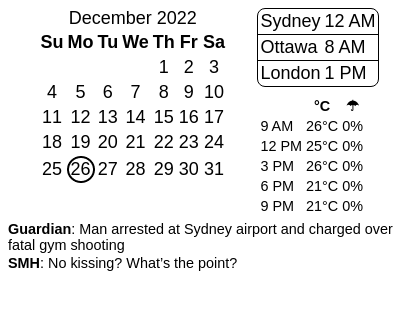 December 2022
Su Mo Tu We Th Fr Sa
1 2 3
4 5 6 7 8 9 10
11 12 13 14 15 16 17
18 19 20 21 22 23 24
25 26 27 28 29 30 31
Sydney 12 AM
Ottawa 8 AM
London 1 PM
°C ☂
9 AM 26°C 0%
12 PM 25°C 0%
3 PM 26°C 0%
6 PM 21°C 0%
9 PM 21°C 0%
Guardian: Man arrested at Sydney airport and charged over
fatal gym shooting
SMH: No kissing? What’s the point?